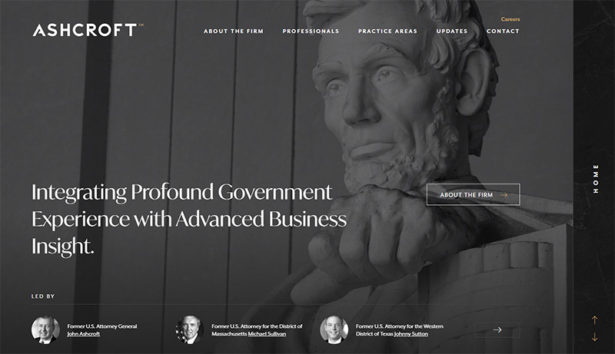 Careers
ASHCROFT™
ABOUT THE FIRM PROFESSIONALS PRACTICE AREAS UPDATES CONTACT
HOME
Integrating Profound Government
Experience with Advanced Business
Insight.
ABOUT THE FIRM
LED BY
Former U.S. Attorney General
John Ashcroft
Former U.S. Attorney for the District of
Massachusetts Michael Sullivan
Former U.S. Attorney for the Western
District of Texas Johnny Sutton